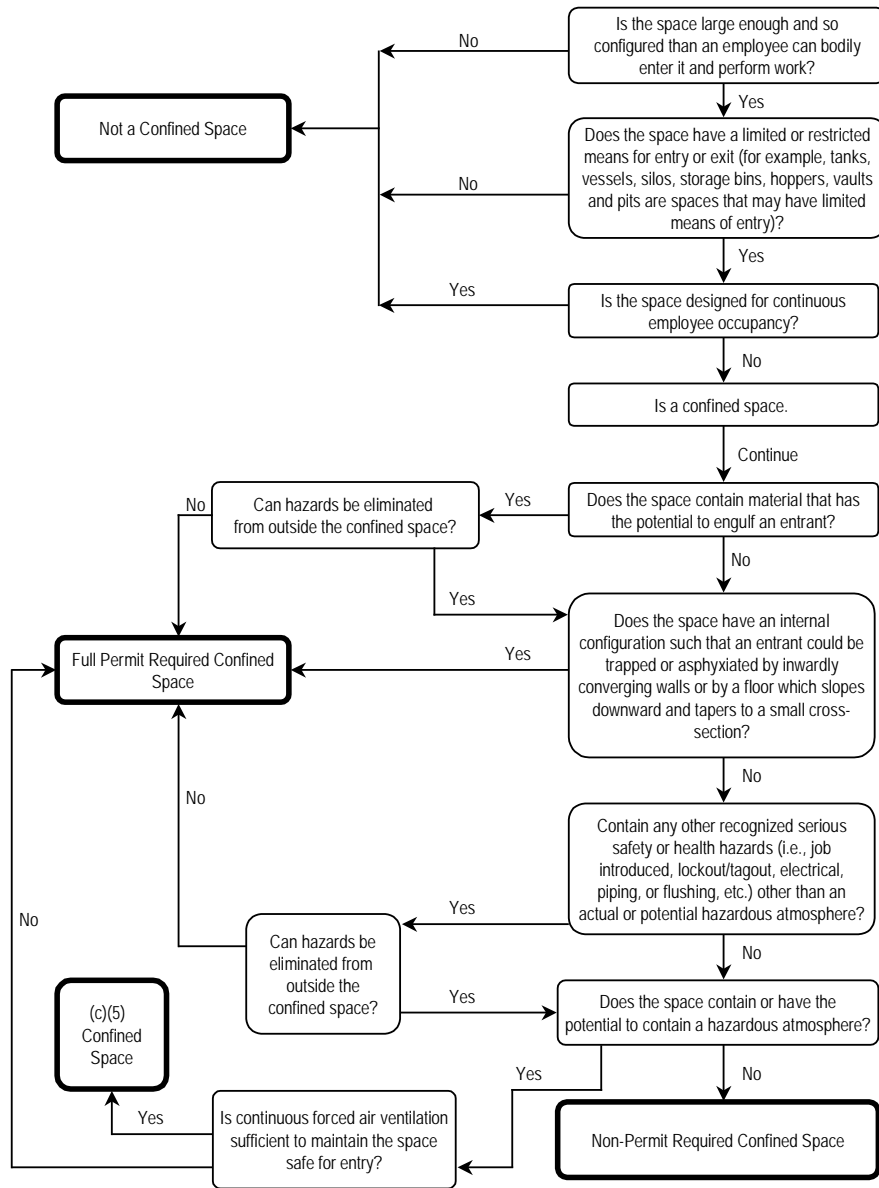 Is the space large enough and so
configured than an employee can bodily
enter it and perform work?
No
Yes
Not a Confined Space
Does the space have a limited or restricted
means for entry or exit (for example, tanks,
vessels, silos, storage bins, hoppers, vaults
and pits are spaces that may have limited
means of entry)?
No
Yes
Is the space designed for continuous
employee occupancy?
Yes
No
Is a confined space.
Continue
Does the space contain material that has
the potential to engulf an entrant?
Yes
Can hazards be eliminated
from outside the confined space?
No
No
Yes
Does the space have an internal
configuration such that an entrant could be
trapped or asphyxiated by inwardly
converging walls or by a floor which slopes
downward and tapers to a small cross-
section?
Yes
Full Permit Required Confined
Space
No
No
Contain any other recognized serious
safety or health hazards (i.e., job
introduced, lockout/tagout, electrical,
piping, or flushing, etc.) other than an
actual or potential hazardous atmosphere?
Yes
No
No
Can hazards be
eliminated from
outside the
confined space?
Yes
Does the space contain or have the
potential to contain a hazardous atmosphere?
(c)(5)
Confined
Space
Yes
No
Yes
Is continuous forced air ventilation
sufficient to maintain the space
safe for entry?
Non-Permit Required Confined Space